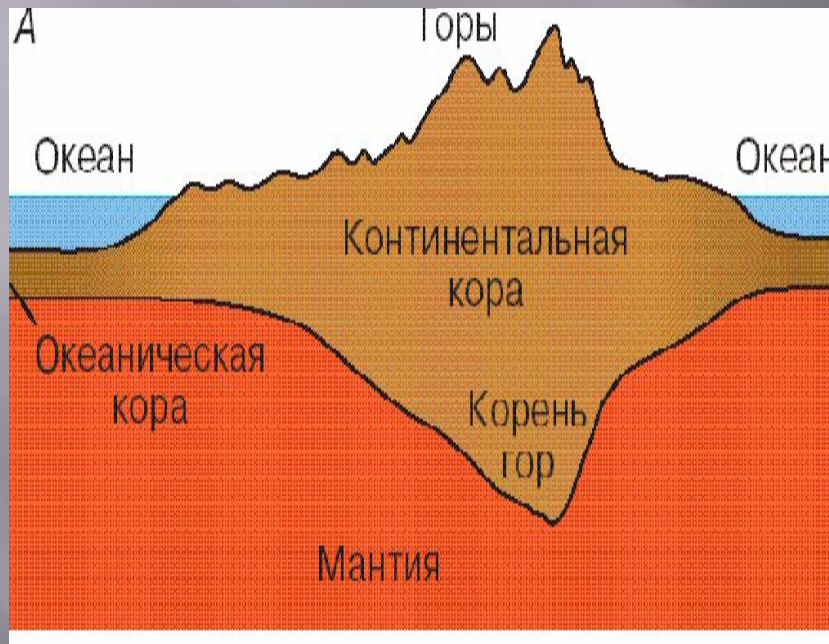 А
Горы
Океан
Океан
Континентальная
кора
Океаническая
кора
Корень
гор
Мантия